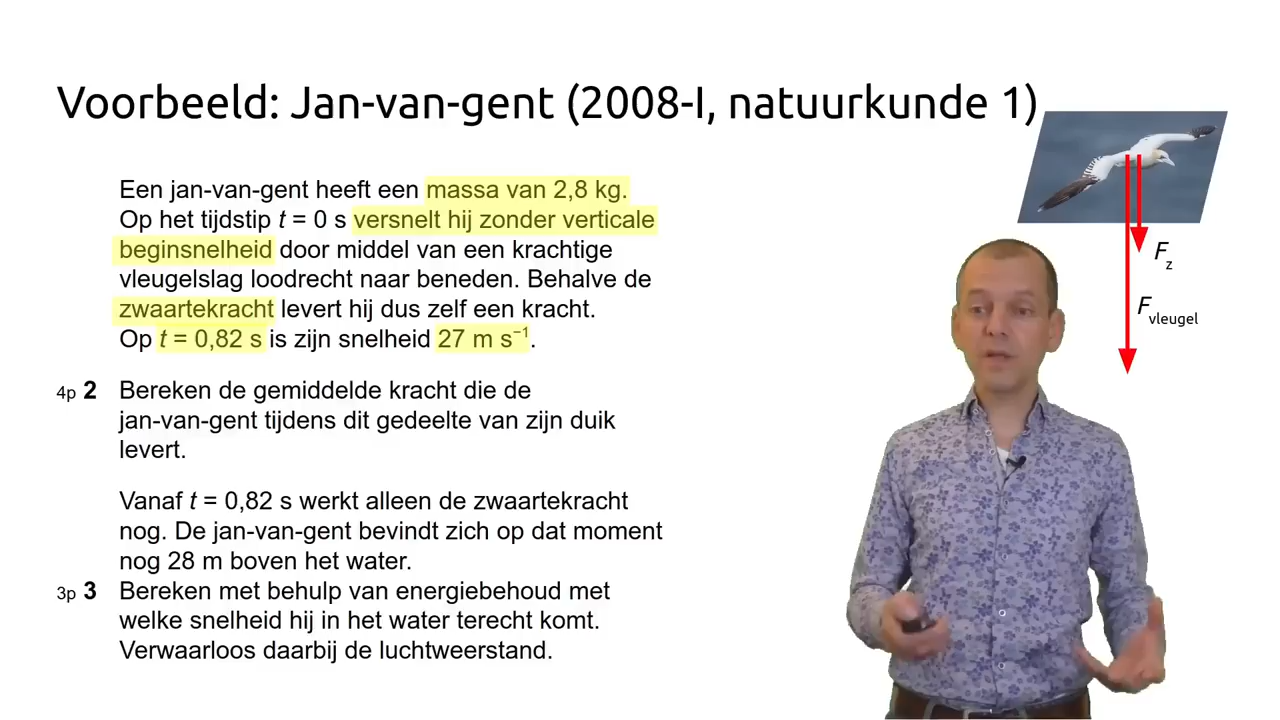 Voorbeeld: Jan-van-gent (2008-I, natuurkunde 1)
Een jan-van-gent heeft een massa van 2,8 kg.
Op het tijdstip t = 0 s versnelt hij zonder verticale
beginsnelheid door middel van een krachtige
vleugelslag loodrecht naar beneden. Behalve de
zwaartekracht levert hij dus zelf een kracht.
Op t = 0,82 s is zijn snelheid 27 m s⁻¹.
4p 2 Bereken de gemiddelde kracht die de
jan-van-gent tijdens dit gedeelte van zijn duik
levert.
Vanaf t = 0,82 s werkt alleen de zwaartekracht
nog. De jan-van-gent bevindt zich op dat moment
nog 28 m boven het water.
3p 3 Bereken met behulp van energiebehoud met
welke snelheid hij in het water terecht komt.
Verwaarloos daarbij de luchtweerstand.
Fz
Fvleugel